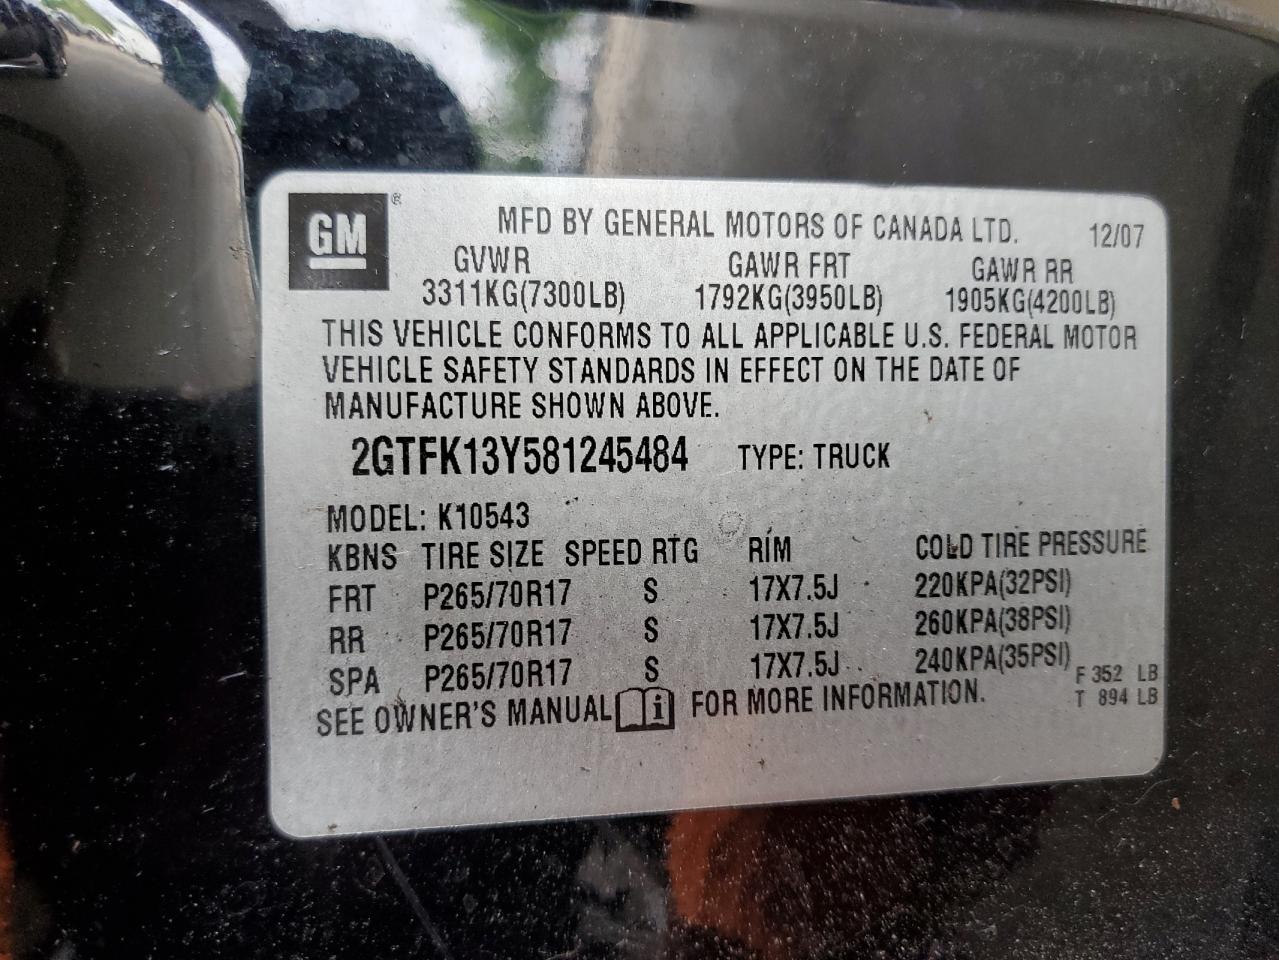 GM ®
MFD BY GENERAL MOTORS OF CANADA LTD. 12/07
GVWR GAWR FRT GAWR RR
3311KG(7300LB) 1792KG(3950LB) 1905KG(4200LB)
THIS VEHICLE CONFORMS TO ALL APPLICABLE U.S. FEDERAL MOTOR
VEHICLE SAFETY STANDARDS IN EFFECT ON THE DATE OF
MANUFACTURE SHOWN ABOVE.
2GTFK13Y581245484 TYPE: TRUCK
MODEL: K10543
KBNS TIRE SIZE SPEED RTG RIM COLD TIRE PRESSURE
FRT P265/70R17 S 17X7.5J 220KPA(32PSI)
RR P265/70R17 S 17X7.5J 260KPA(38PSI)
SPA P265/70R17 S 17X7.5J 240KPA(35PSI)
F 352 LB
T 894 LB
SEE OWNER'S MANUAL i FOR MORE INFORMATION.